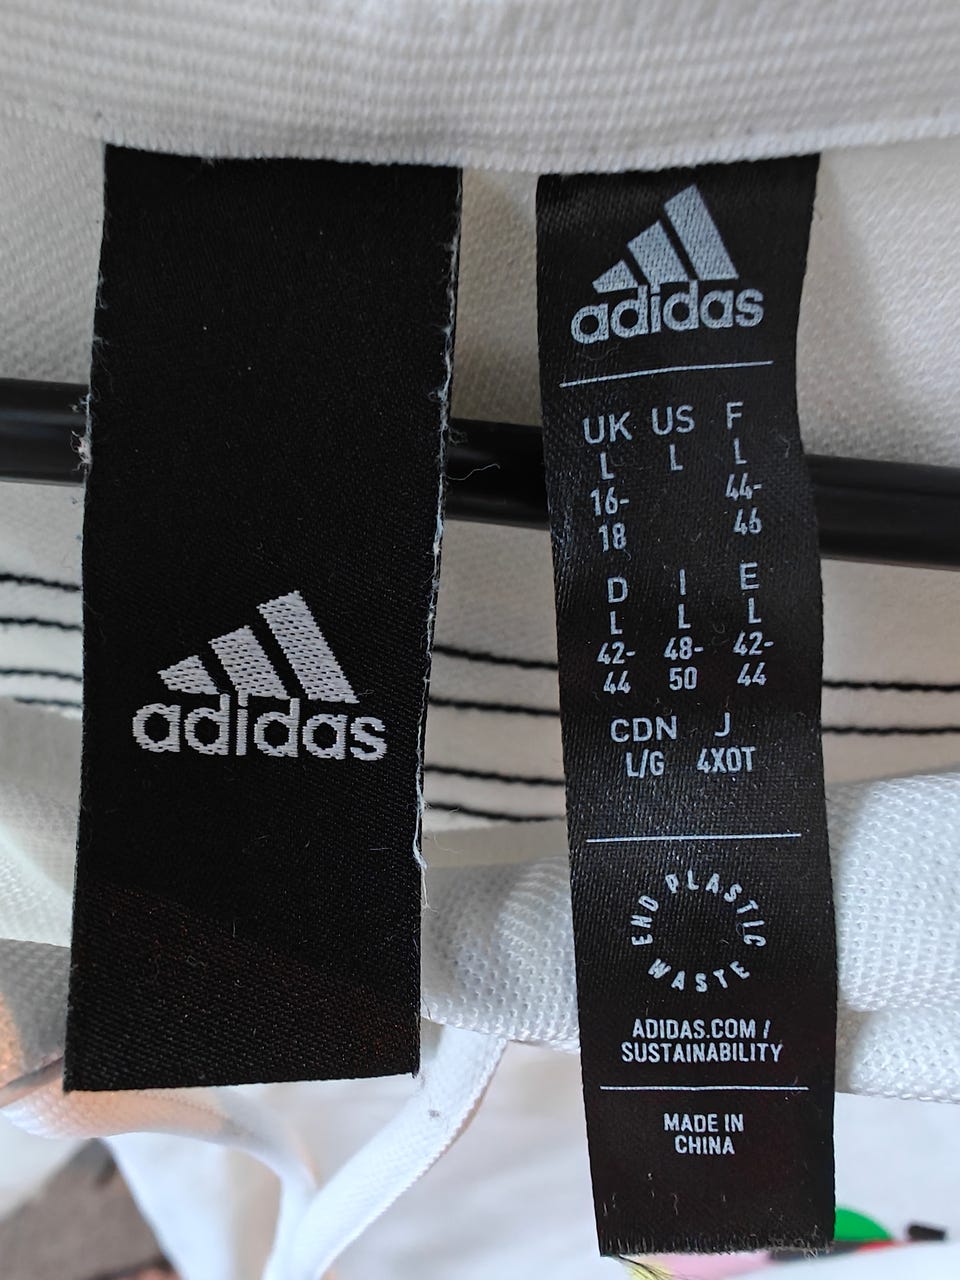 adidas
adidas
UK US F
L L L
16- 44-
18 46
D I E
L L L
42- 48- 42-
44 50 44
CDN J
L/G 4XOT
END PLASTIC WASTE
ADIDAS.COM /
SUSTAINABILITY
MADE IN
CHINA